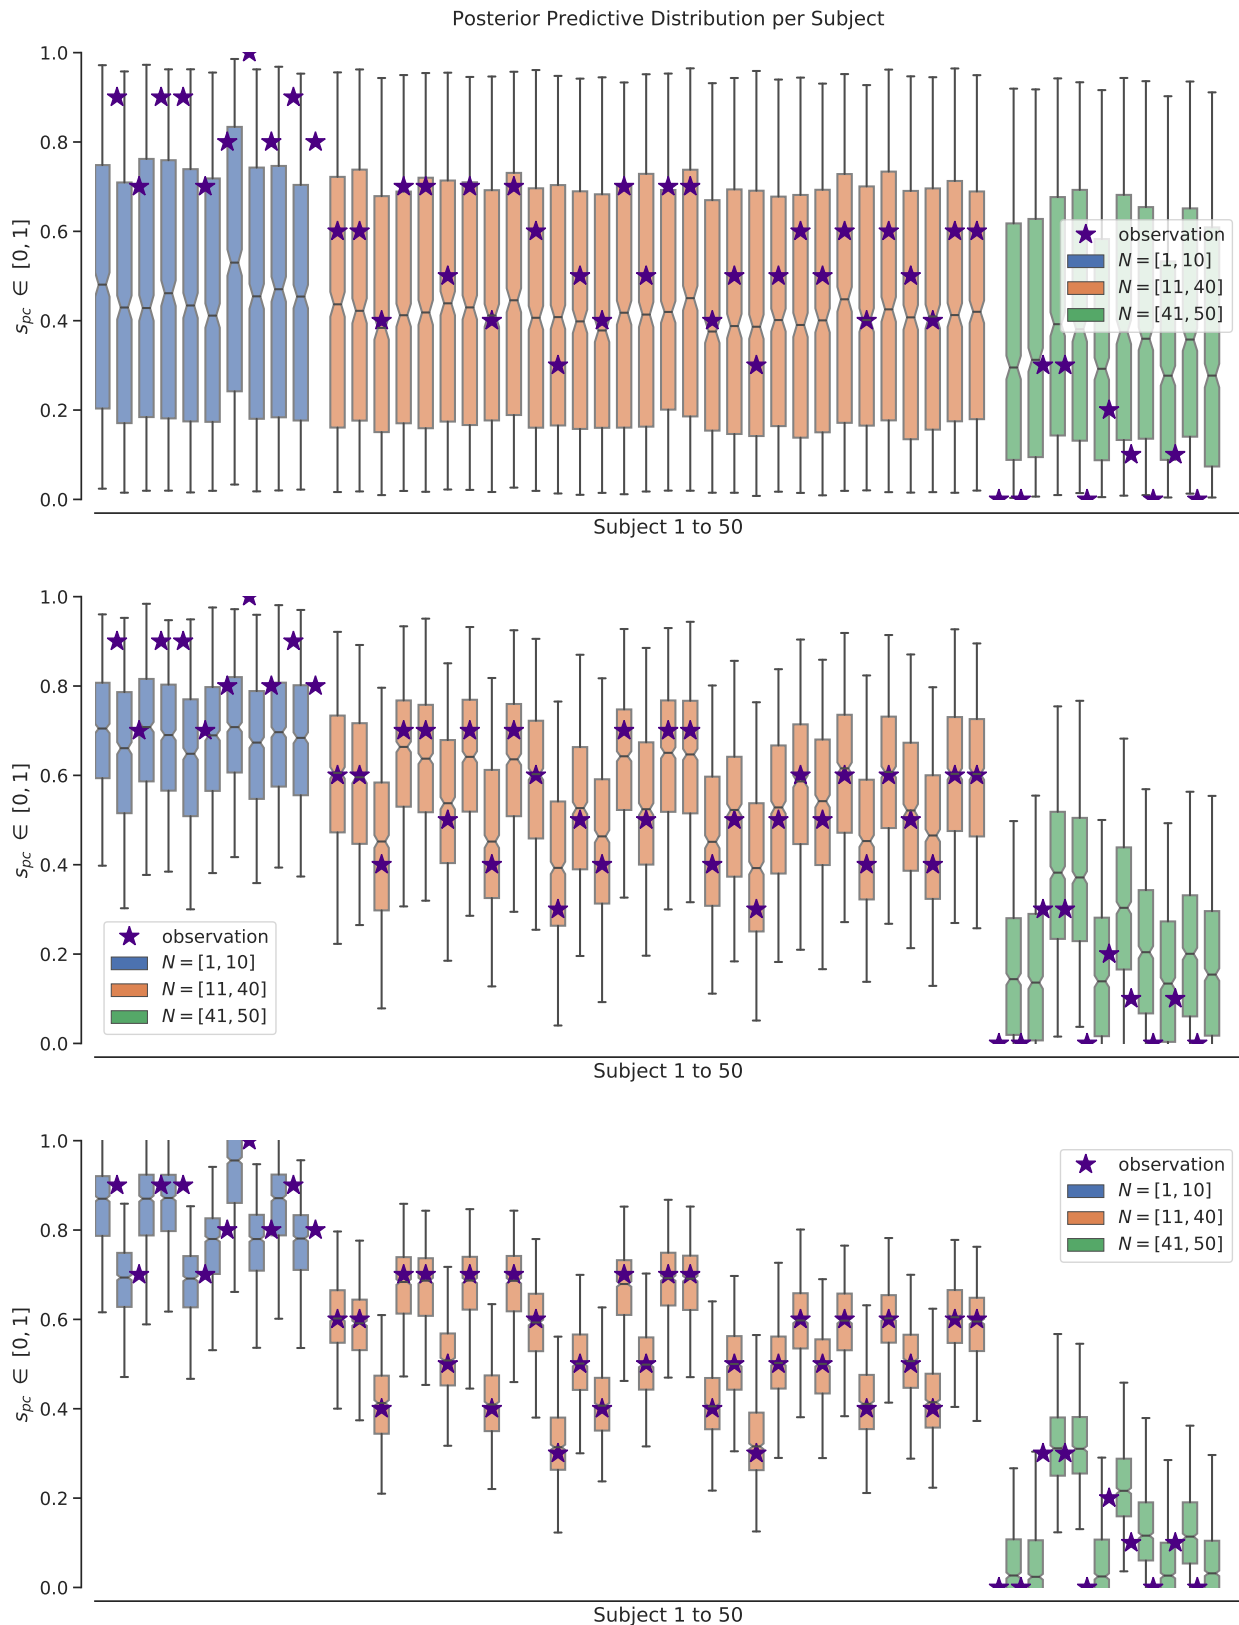 Posterior Predictive Distribution per Subject
1.0
0.8
0.6
0.4
0.2
0.0
s_pc ∈ [0, 1]
observation
N = [1, 10]
N = [11, 40]
N = [41, 50]
Subject 1 to 50
1.0
0.8
0.6
0.4
0.2
0.0
s_pc ∈ [0, 1]
observation
N = [1, 10]
N = [11, 40]
N = [41, 50]
Subject 1 to 50
1.0
0.8
0.6
0.4
0.2
0.0
s_pc ∈ [0, 1]
observation
N = [1, 10]
N = [11, 40]
N = [41, 50]
Subject 1 to 50